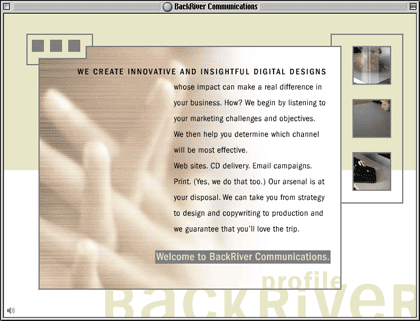 BackRiver Communications
WE CREATE INNOVATIVE AND INSIGHTFUL DIGITAL DESIGNS
whose impact can make a real difference in
your business. How? We begin by listening to
your marketing challenges and objectives.
We then help you determine which channel
will be most effective.
Web sites. CD delivery. Email campaigns.
Print. (Yes, we do that too.) Our arsenal is at
your disposal. We can take you from strategy
to design and copywriting to production and
we guarantee that you'll love the trip.
Welcome to BackRiver Communications.
profile
BACKRiVER